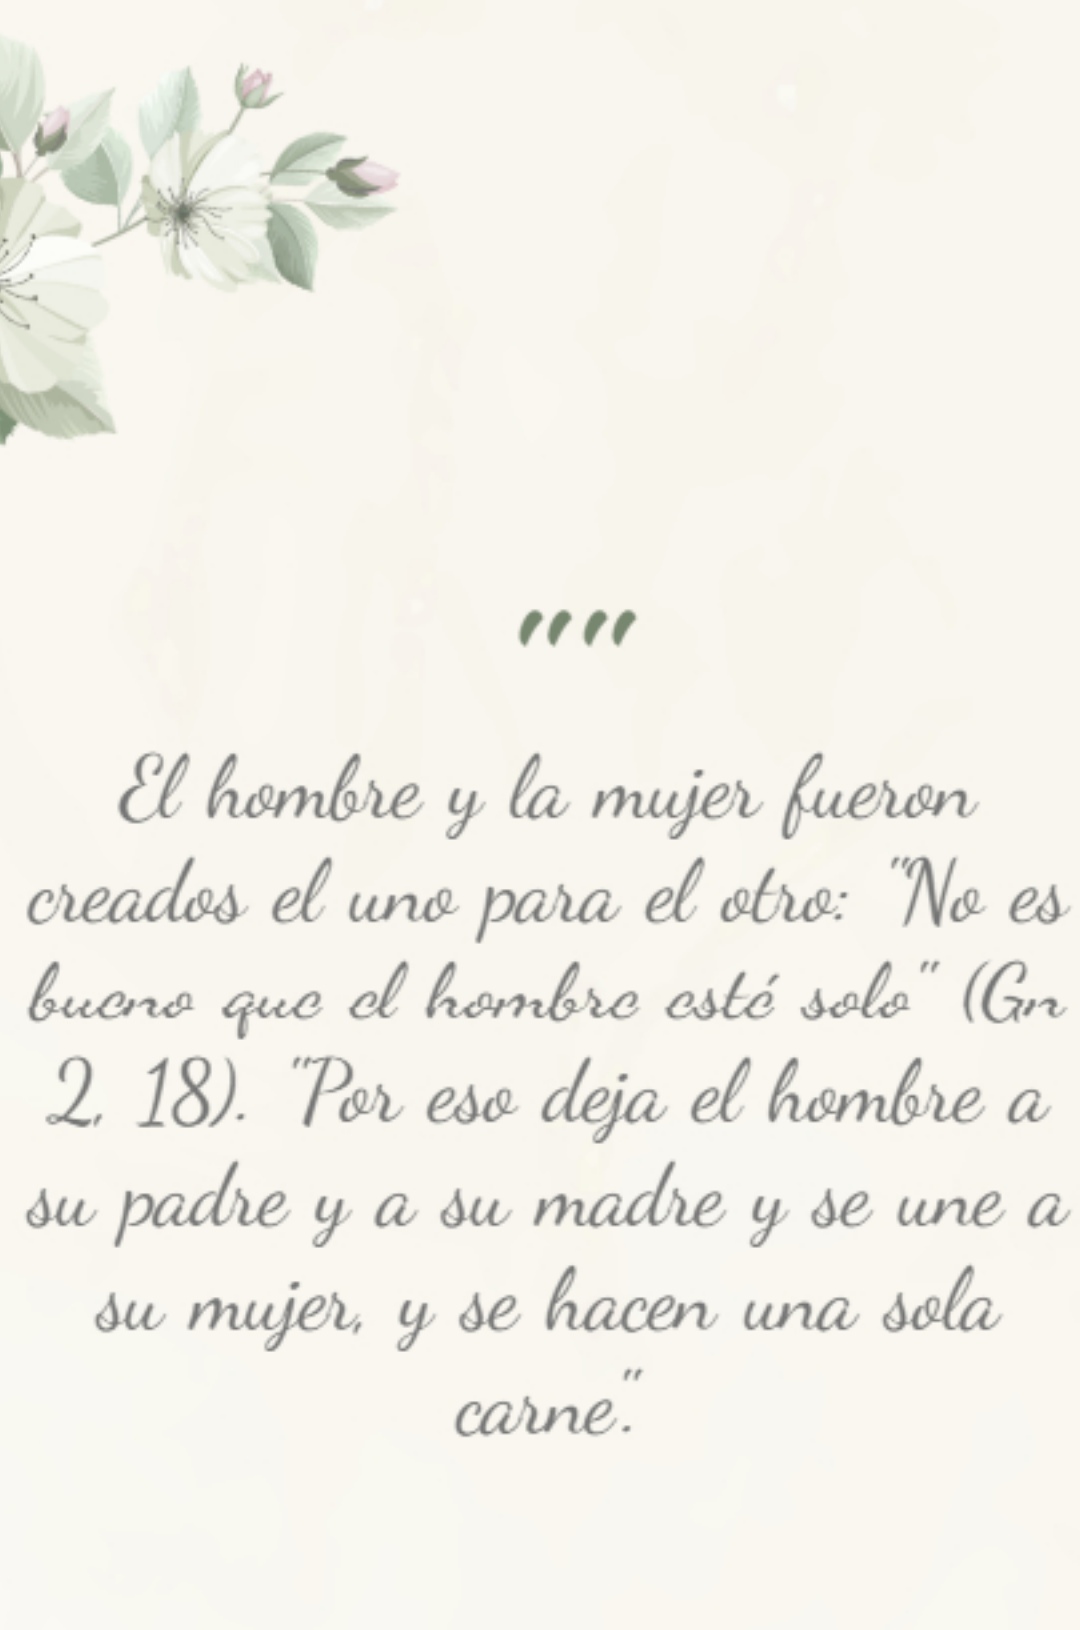 ""
El hombre y la mujer fueron
creados el uno para el otro: "No es
bueno que el hombre esté solo" (Gn
2, 18). "Por eso deja el hombre a
su padre y a su madre y se une a
su mujer, y se hacen una sola
carne".